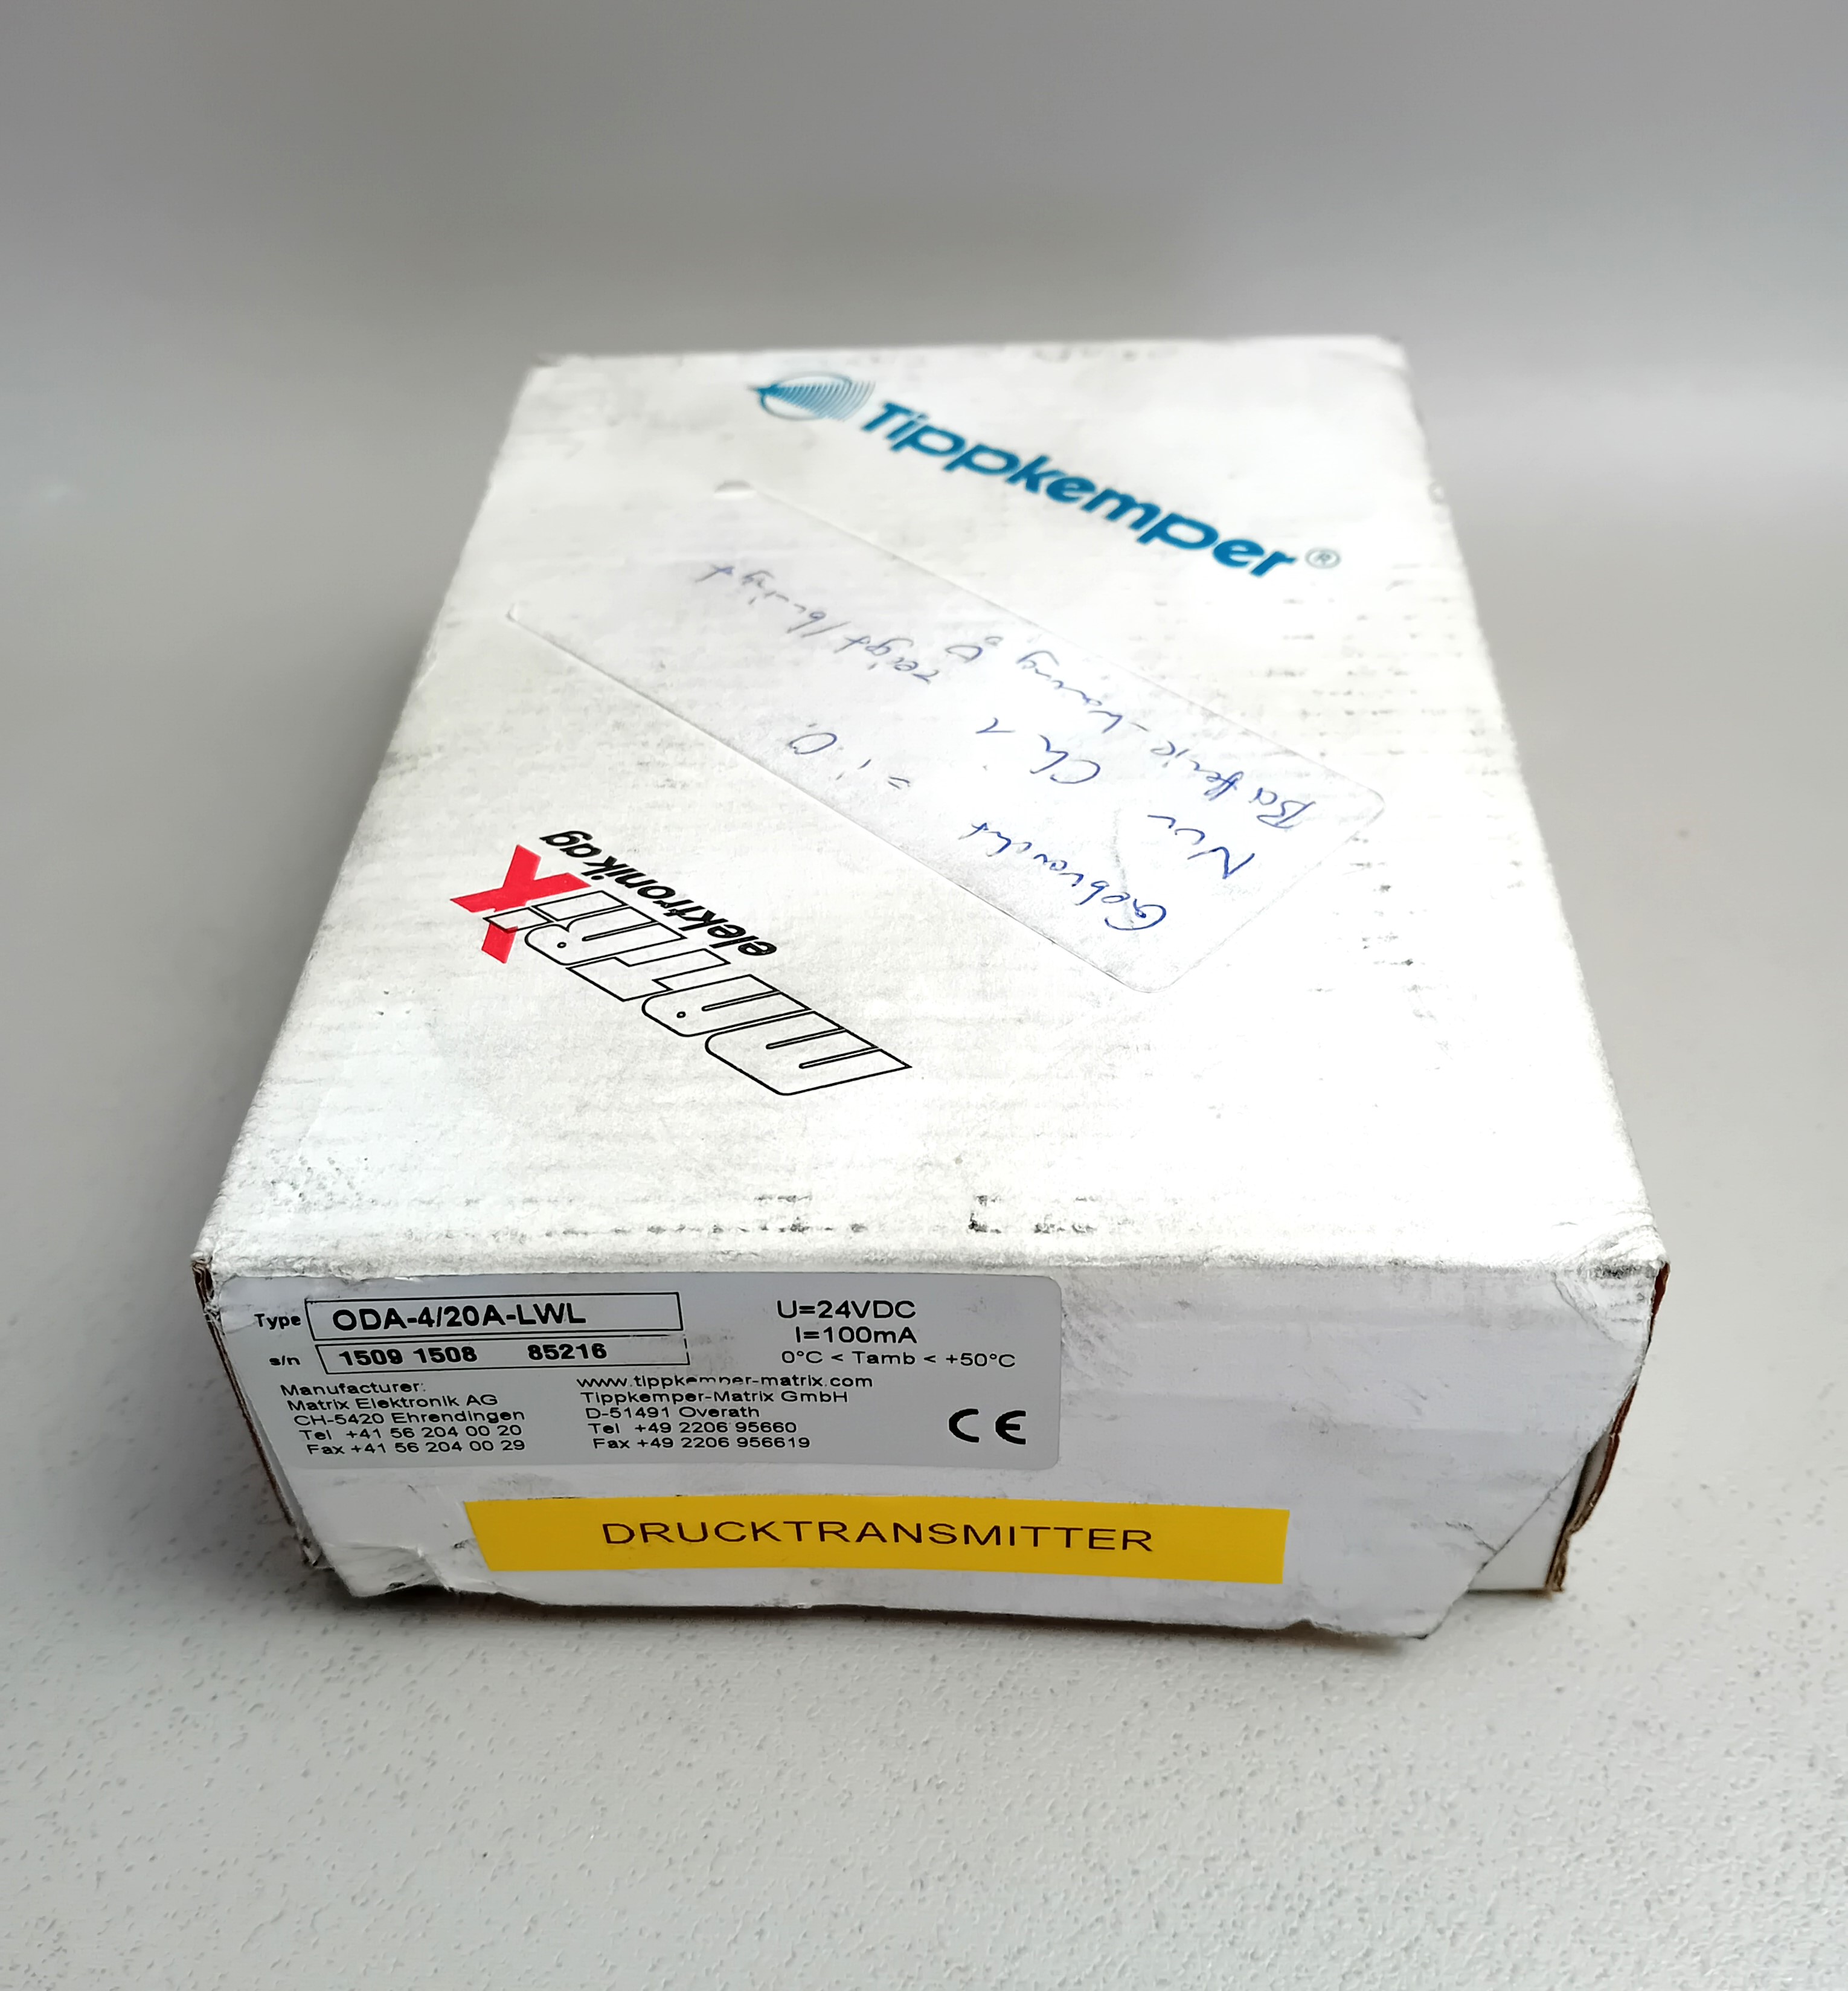 Tippkemper®
Gebraucht = i.O.
Nur Ch 1 zeigt/bringt
Batterie-
MATRIX
elektronik ag
Type ODA-4/20A-LWL
s/n 1509 1508 85216
U=24VDC
I=100mA
0°C < Tamb < +50°C
Manufacturer:
Matrix Elektronik AG
CH-5420 Ehrendingen
Tel +41 56 204 00 20
Fax +41 56 204 00 29
www.tippkemper-matrix.com
Tippkemper-Matrix GmbH
D-51491 Overath
Tel +49 2206 95660
Fax +49 2206 956619
CE
DRUCKTRANSMITTER